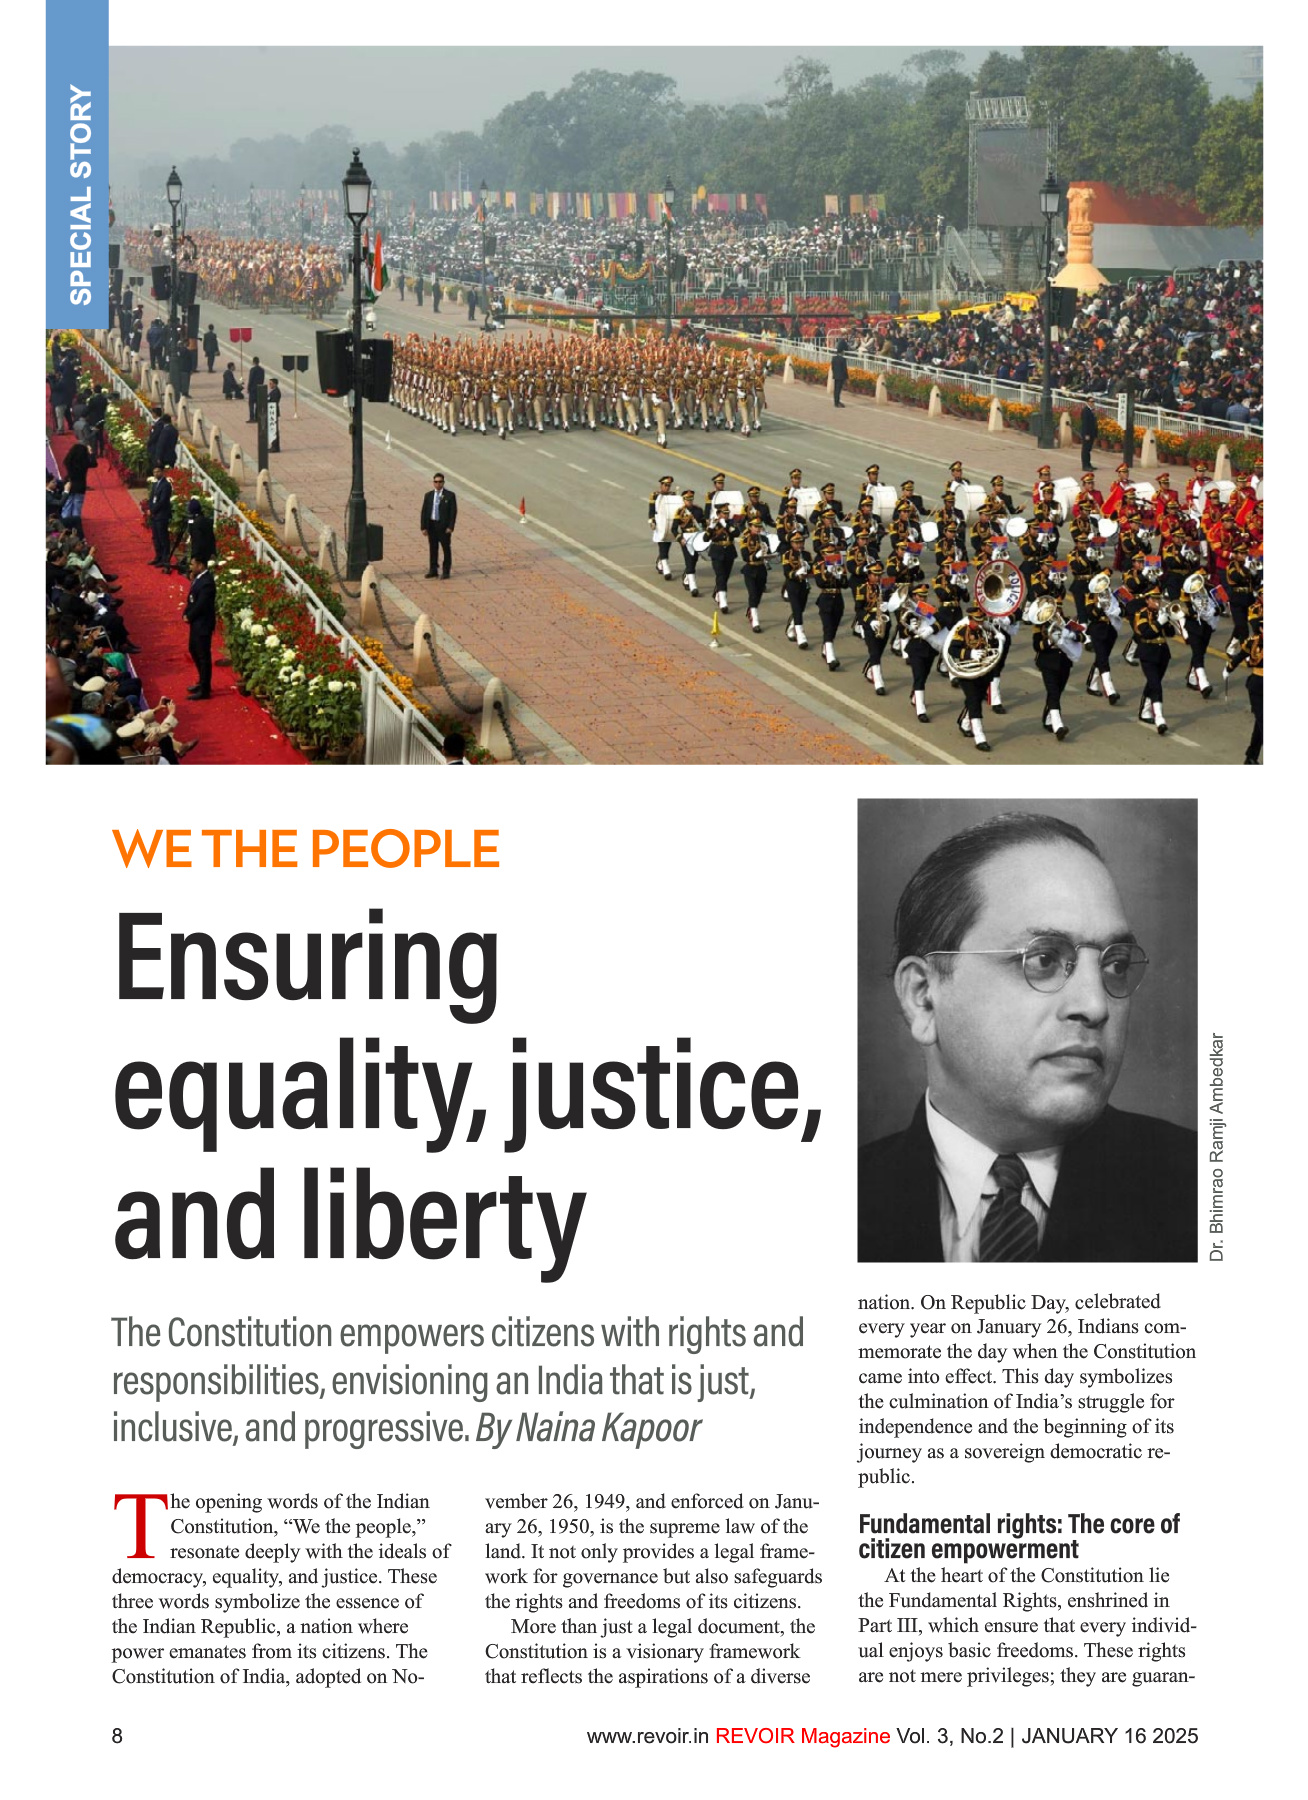 SPECIAL STORY
WE THE PEOPLE
Ensuring
equality, justice,
and liberty
The Constitution empowers citizens with rights and
responsibilities, envisioning an India that is just,
inclusive, and progressive. By Naina Kapoor
Dr. Bhimrao Ramji Ambedkar
The opening words of the Indian
Constitution, “We the people,”
resonate deeply with the ideals of
democracy, equality, and justice. These
three words symbolize the essence of
the Indian Republic, a nation where
power emanates from its citizens. The
Constitution of India, adopted on No-
vember 26, 1949, and enforced on Janu-
ary 26, 1950, is the supreme law of the
land. It not only provides a legal frame-
work for governance but also safeguards
the rights and freedoms of its citizens.
More than just a legal document, the
Constitution is a visionary framework
that reflects the aspirations of a diverse
nation. On Republic Day, celebrated
every year on January 26, Indians com-
memorate the day when the Constitution
came into effect. This day symbolizes
the culmination of India’s struggle for
independence and the beginning of its
journey as a sovereign democratic re-
public.
Fundamental rights: The core of
citizen empowerment
At the heart of the Constitution lie
the Fundamental Rights, enshrined in
Part III, which ensure that every individ-
ual enjoys basic freedoms. These rights
are not mere privileges; they are guaran-
8
www.revoir.in REVOIR Magazine Vol. 3, No.2 | JANUARY 16 2025